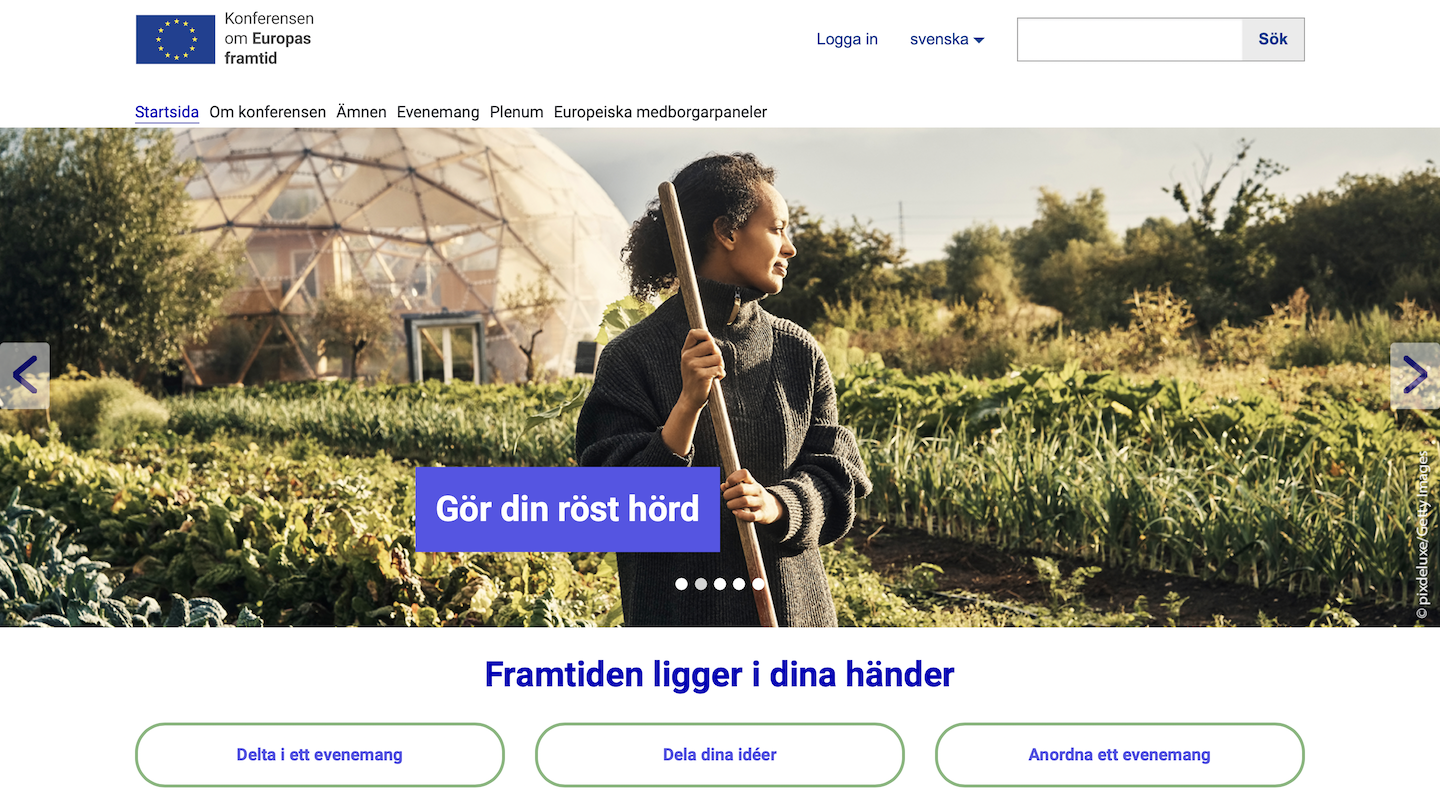 Konferensen
om Europas
framtid
Logga in
svenska
Sök
Startsida Om konferensen Ämnen Evenemang Plenum Europeiska medborgarpaneler
Gör din röst hörd
© pixdeluxe/Getty Images
Framtiden ligger i dina händer
Delta i ett evenemang
Dela dina idéer
Anordna ett evenemang